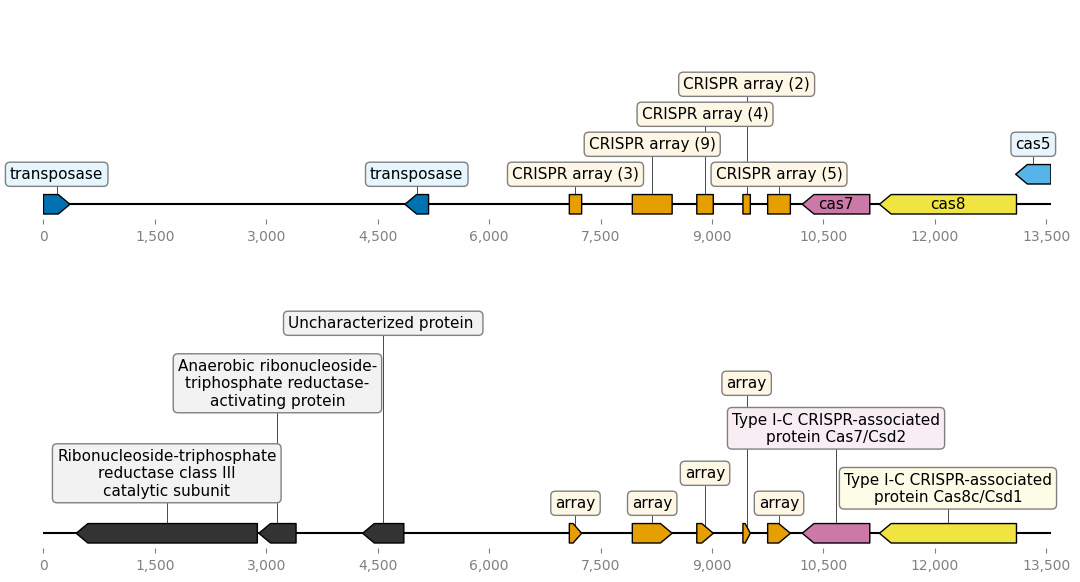 CRISPR array (2)
CRISPR array (4)
CRISPR array (9)
cas5
transposase
transposase
CRISPR array (3)
CRISPR array (5)
cas7
cas8
0
1,500
3,000
4,500
6,000
7,500
9,000
10,500
12,000
13,500
Uncharacterized protein
Anaerobic ribonucleoside-
triphosphate reductase-
activating protein
array
Type I-C CRISPR-associated
protein Cas7/Csd2
Ribonucleoside-triphosphate
reductase class III
catalytic subunit
array
Type I-C CRISPR-associated
protein Cas8c/Csd1
array
array
array
0
1,500
3,000
4,500
6,000
7,500
9,000
10,500
12,000
13,500